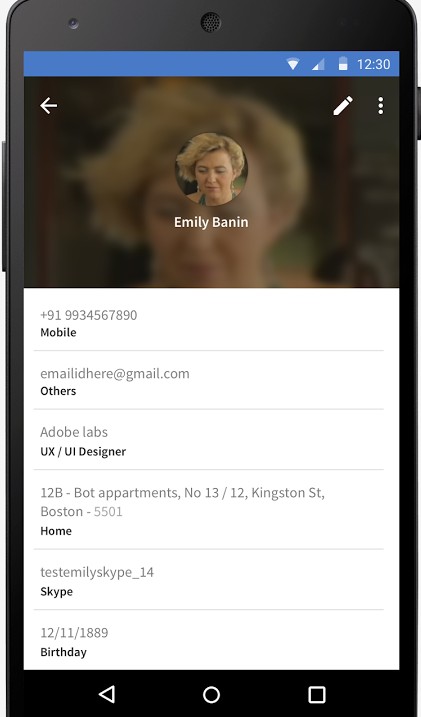 12:30
Emily Banin
+91 9934567890
Mobile
emailidhere@gmail.com
Others
Adobe labs
UX / UI Designer
12B - Bot appartments, No 13 / 12, Kingston St,
Boston - 5501
Home
testemilyskype_14
Skype
12/11/1889
Birthday